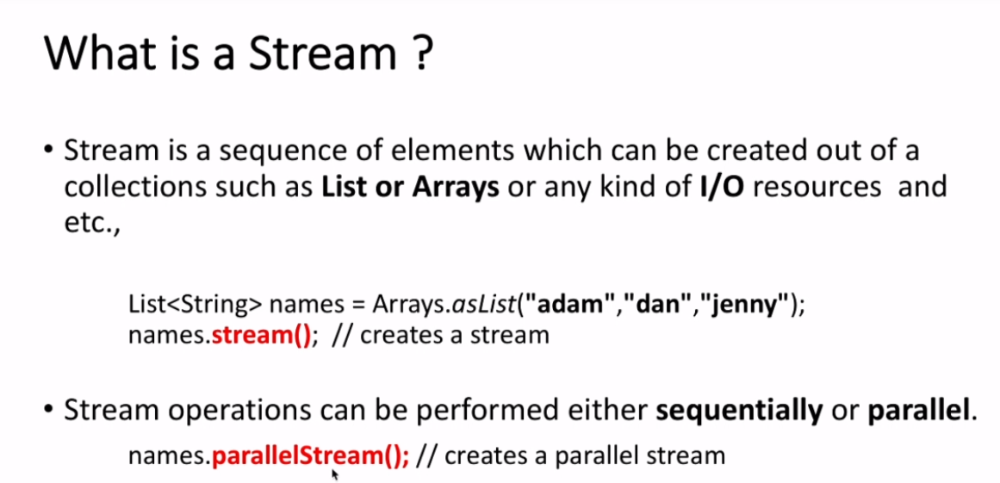 What is a Stream ?
• Stream is a sequence of elements which can be created out of a
collections such as List or Arrays or any kind of I/O resources and
etc.,
List<String> names = Arrays.asList("adam","dan","jenny");
names.stream(); // creates a stream
• Stream operations can be performed either sequentially or parallel.
names.parallelStream(); // creates a parallel stream